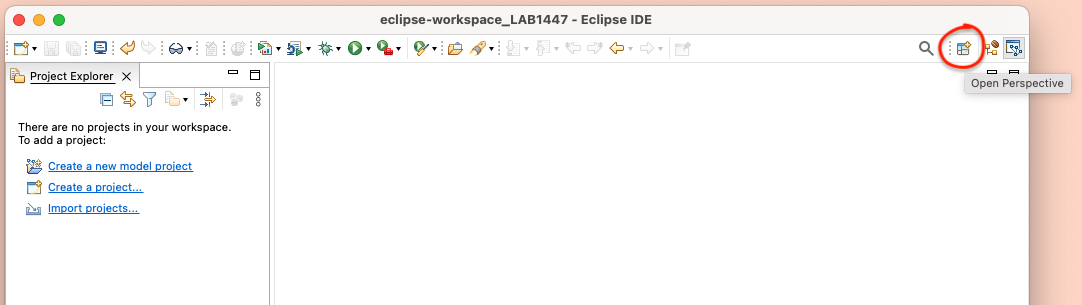 eclipse-workspace_LAB1447 - Eclipse IDE
Open Perspective
Project Explorer
There are no projects in your workspace.
To add a project:
Create a new model project
Create a project...
Import projects...